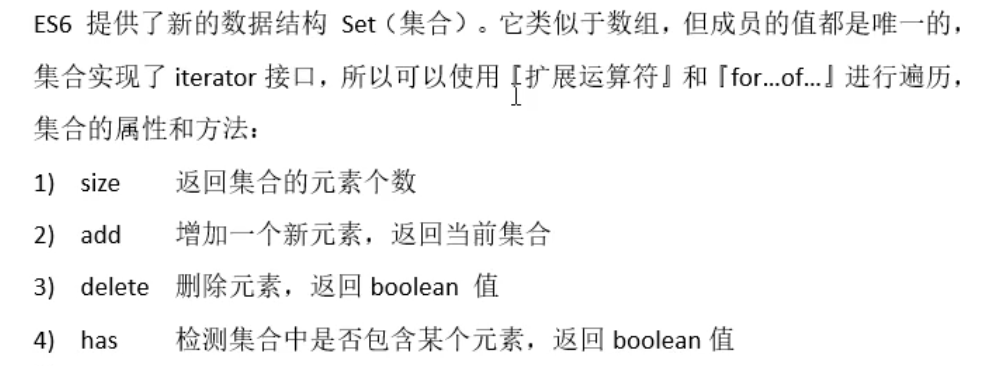 ES6 提供了新的数据结构 Set（集合）。它类似于数组，但成员的值都是唯一的，
集合实现了 iterator 接口，所以可以使用『扩展运算符』和『for…of…』进行遍历，
集合的属性和方法：
1) size 返回集合的元素个数
2) add 增加一个新元素，返回当前集合
3) delete 删除元素，返回 boolean 值
4) has 检测集合中是否包含某个元素，返回 boolean 值